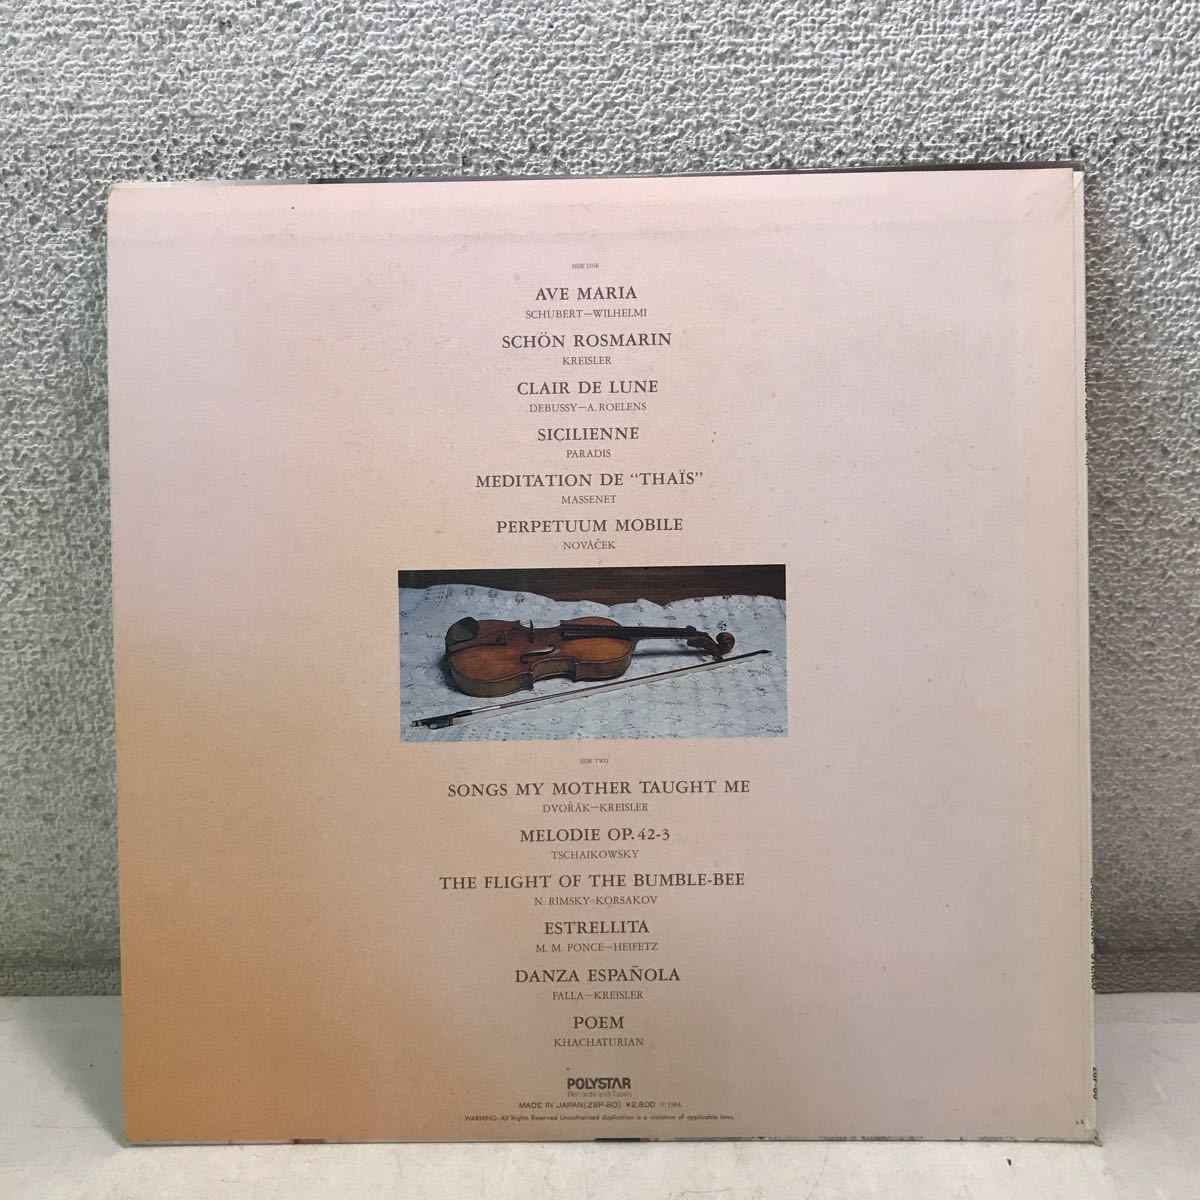 SIDE ONE
AVE MARIA
SCHUBERT—WILHELMI
SCHÖN ROSMARIN
KREISLER
CLAIR DE LUNE
DEBUSSY—A. ROELENS
SICILIENNE
PARADIS
MEDITATION DE “THAÏS”
MASSENET
PERPETUUM MOBILE
NOVÁČEK
SIDE TWO
SONGS MY MOTHER TAUGHT ME
DVOŘÁK—KREISLER
MELODIE OP. 42-3
TSCHAIKOWSKY
THE FLIGHT OF THE BUMBLE-BEE
N. RIMSKY=KORSAKOV
ESTRELLITA
M. M. PONCE—HEIFETZ
DANZA ESPAÑOLA
FALLA—KREISLER
POEM
KHACHATURIAN
POLYSTAR
Records and Tapes
MADE IN JAPAN(28P-80) ¥2,800 ℗1984
WARNING: All Rights Reserved Unauthorized duplication is a violation of applicable laws.